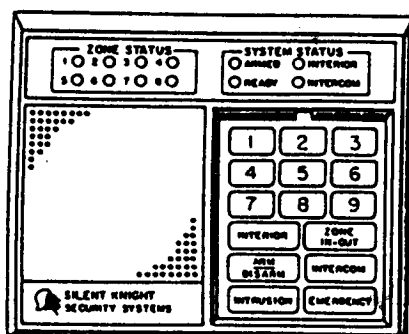 ZONE STATUS
1 2 3 4
5 6 7 8
SYSTEM STATUS
ARMED INTERIOR
READY INTERCOM
1 2 3
4 5 6
7 8 9
INTERIOR ZONE IN-OUT
ARM DISARM INTERCOM
INTRUSION EMERGENCY
SILENT KNIGHT
SECURITY SYSTEMS